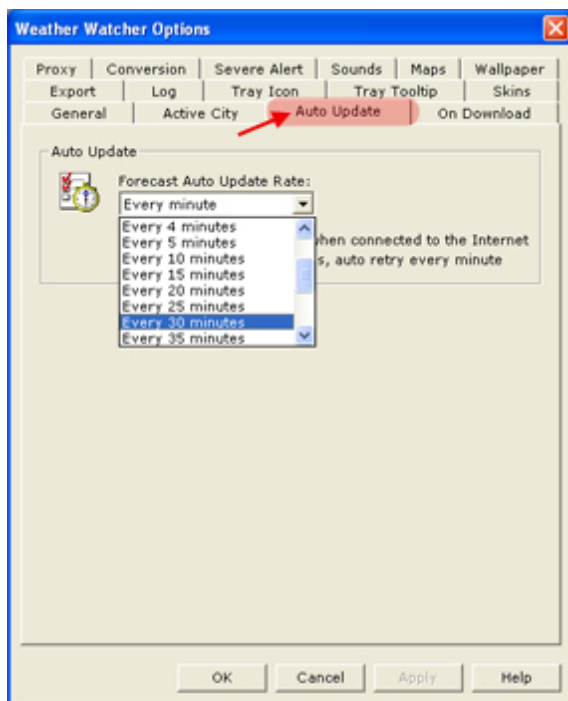 Weather Watcher Options
Proxy Conversion Severe Alert Sounds Maps Wallpaper
Export Log Tray Icon Tray Tooltip Skins
General Active City Auto Update On Download
Auto Update
Forecast Auto Update Rate:
Every minute
Every 4 minutes
Every 5 minutes
when connected to the Internet
Every 10 minutes
s, auto retry every minute
Every 15 minutes
Every 20 minutes
Every 25 minutes
Every 30 minutes
Every 35 minutes
OK Cancel Apply Help